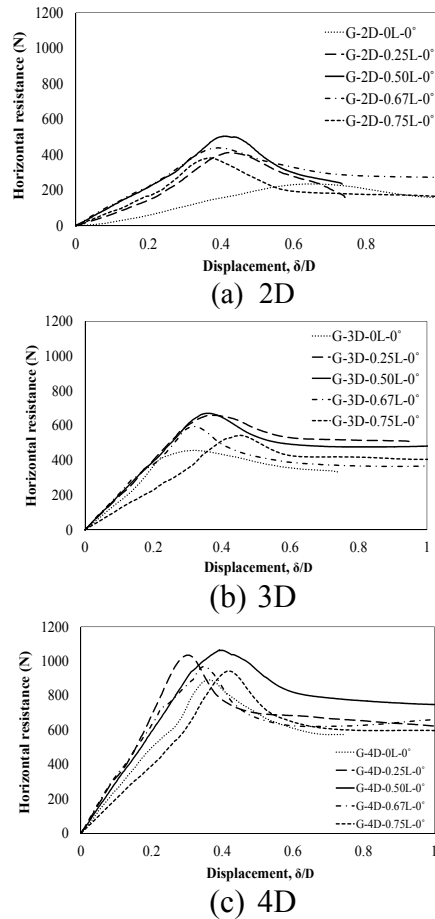 1200
1000
800
600
400
200
0
Horizontal resistance (N)
G-2D-0L-0˚
G-2D-0.25L-0˚
G-2D-0.50L-0˚
G-2D-0.67L-0˚
G-2D-0.75L-0˚
0 0.2 0.4 0.6 0.8
Displacement, δ/D
(a) 2D
1200
1000
800
600
400
200
0
Horizontal resistance (N)
G-3D-0L-0˚
G-3D-0.25L-0˚
G-3D-0.50L-0˚
G-3D-0.67L-0˚
G-3D-0.75L-0˚
0 0.2 0.4 0.6 0.8 1
Displacement, δ/D
(b) 3D
1200
1000
800
600
400
200
0
Horizontal resistance (N)
G-4D-0L-0˚
G-4D-0.25L-0˚
G-4D-0.50L-0˚
G-4D-0.67L-0˚
G-4D-0.75L-0˚
0 0.2 0.4 0.6 0.8 1
Displacement, δ/D
(c) 4D